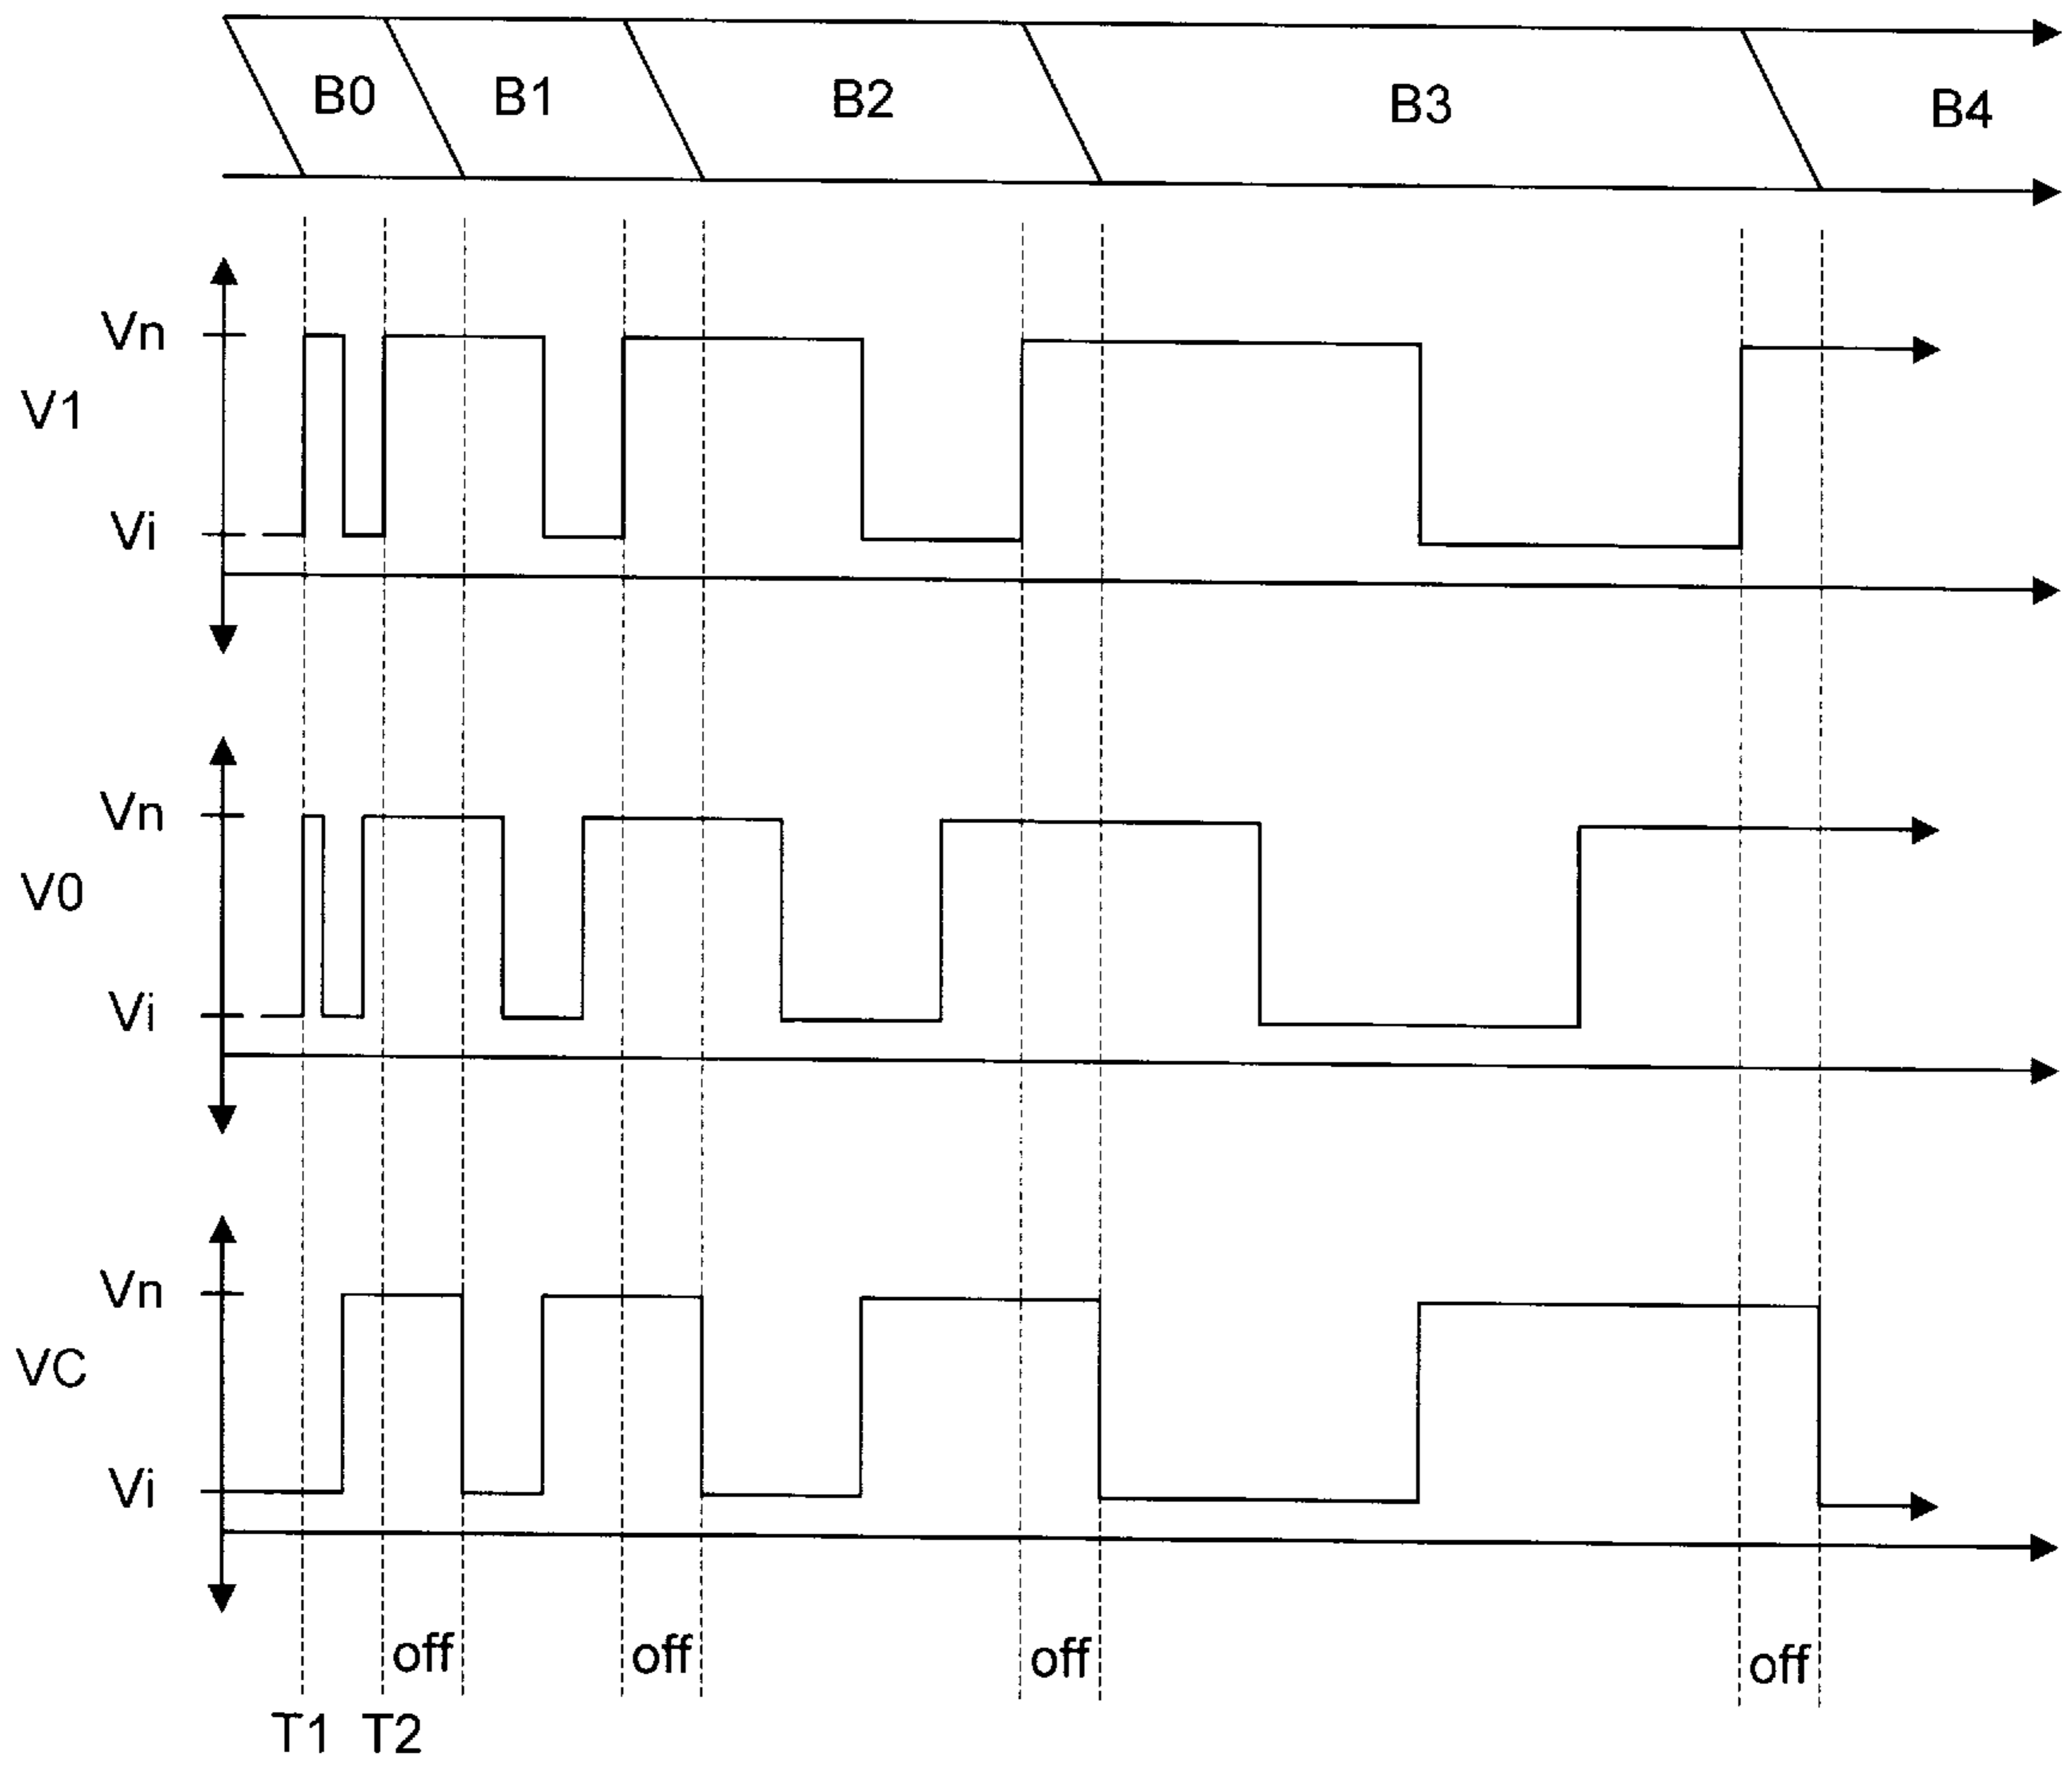 B0 B1 B2 B3 B4
Vn
V1
Vi
Vn
V0
Vi
Vn
VC
Vi
off off off off
T1 T2